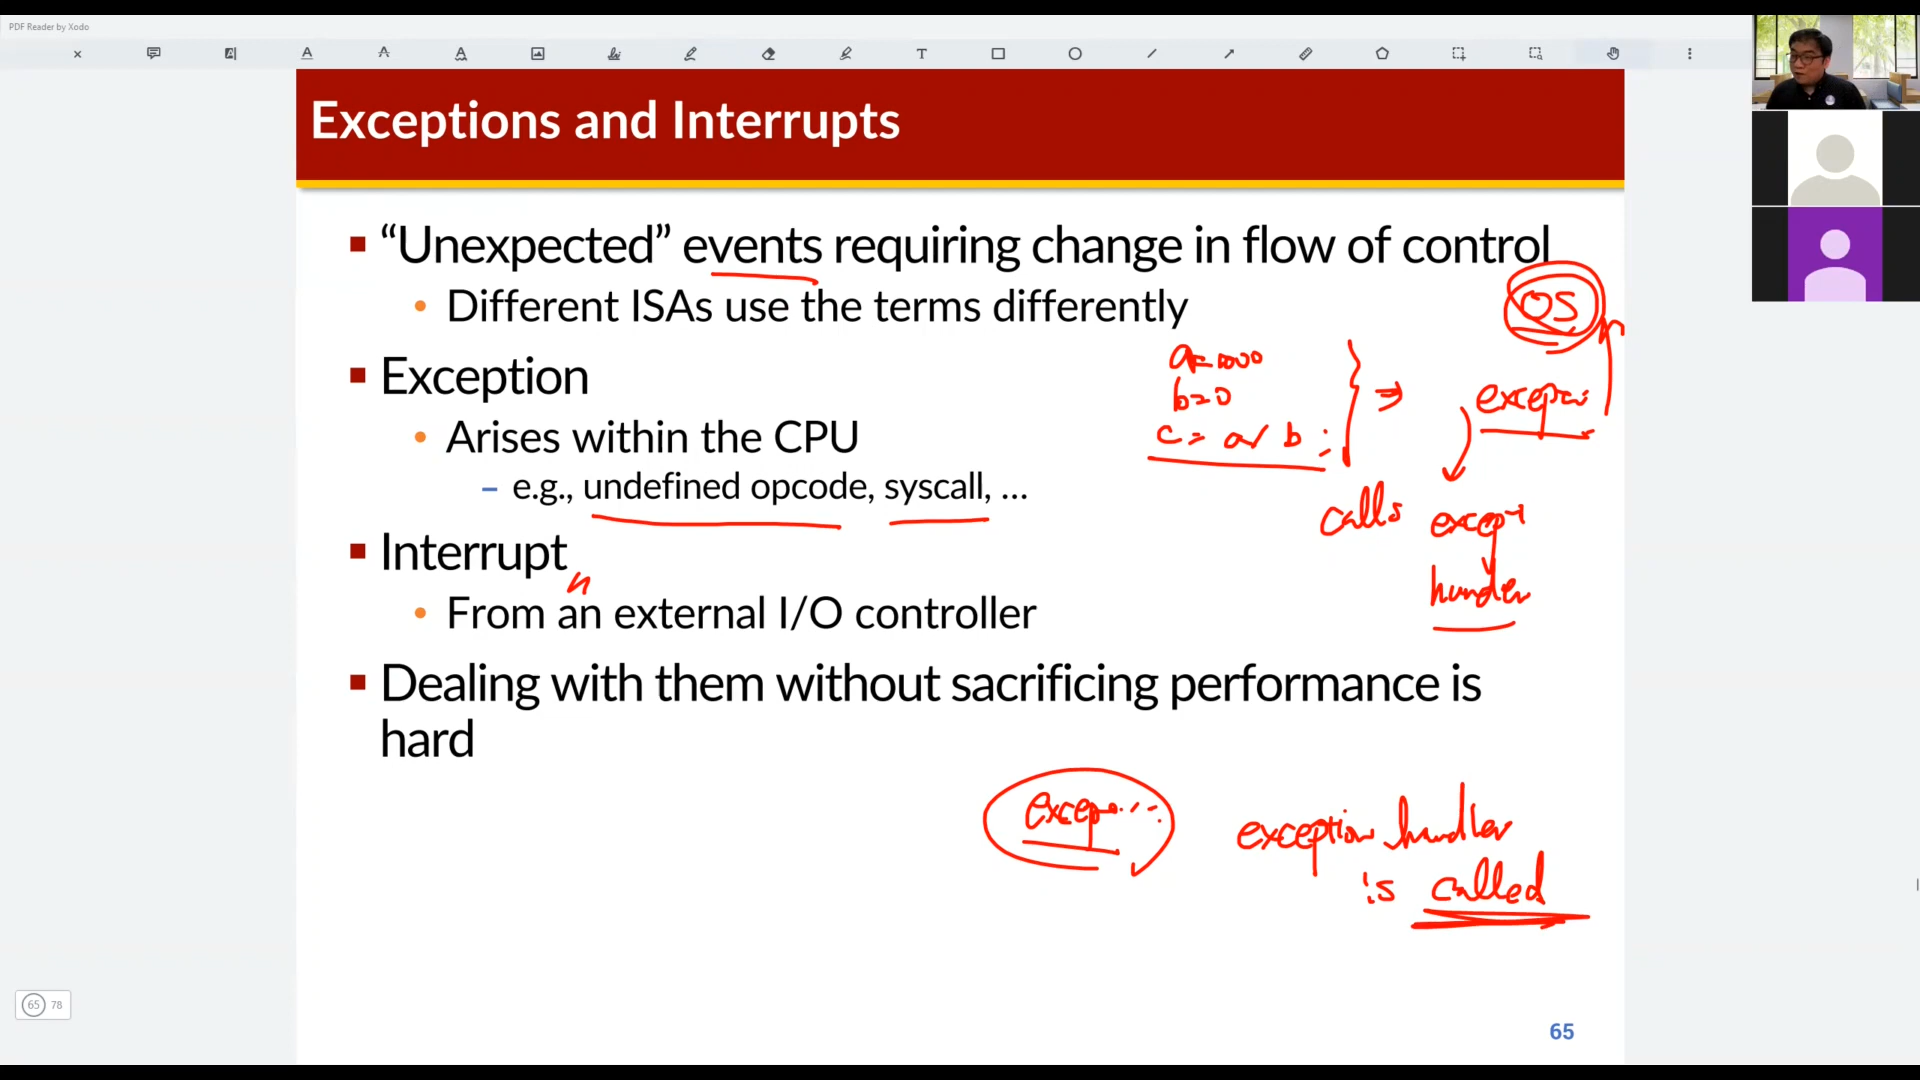 PDF Reader by Xodo
Exceptions and Interrupts
“Unexpected” events requiring change in flow of control
Different ISAs use the terms differently
OS
a=1000
b=0
c= a/b
Exception
Arises within the CPU
– e.g., undefined opcode, syscall, …
calls
handler
Interrupt
From an external I/O controller
Dealing with them without sacrificing performance is
hard
exception handler
is called
65 78
65